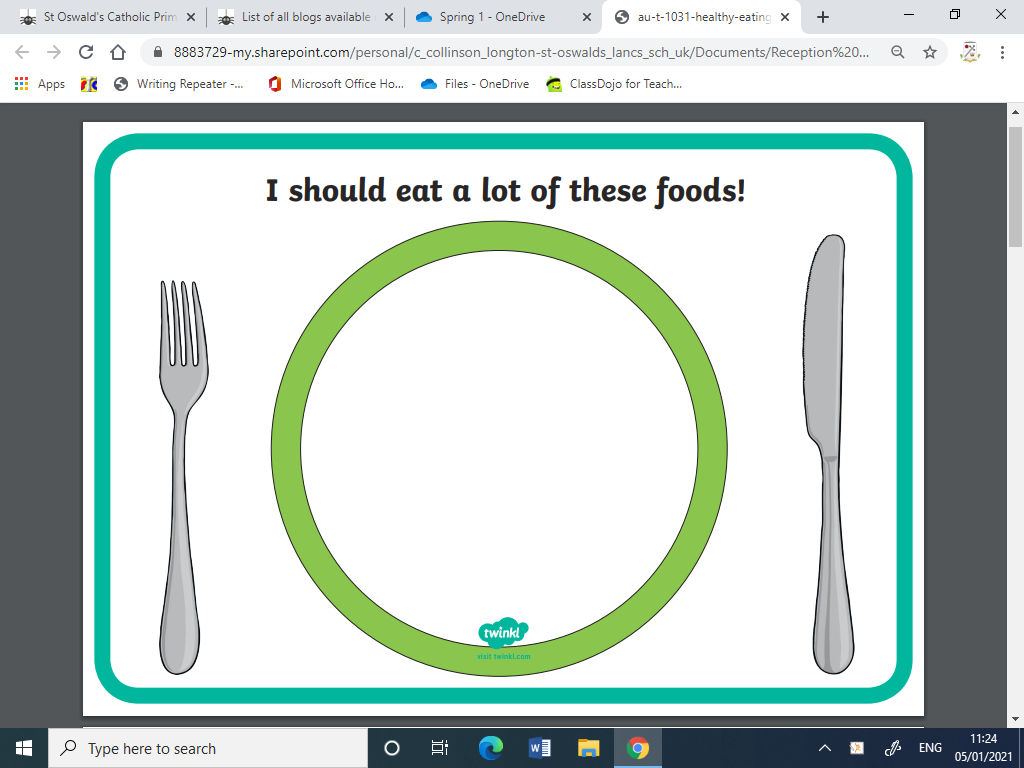 St Oswald's Catholic Prim
List of all blogs available
Spring 1 - OneDrive
au-t-1031-healthy-eating
8883729-my.sharepoint.com/personal/c_collinson_longton-st-oswalds_lancs_sch_uk/Documents/Reception%20...
Apps
Writing Repeater -...
Microsoft Office Ho...
Files - OneDrive
ClassDojo for Teach...
I should eat a lot of these foods!
twinkl
visit twinkl.com
Type here to search
ENG
11:24
05/01/2021